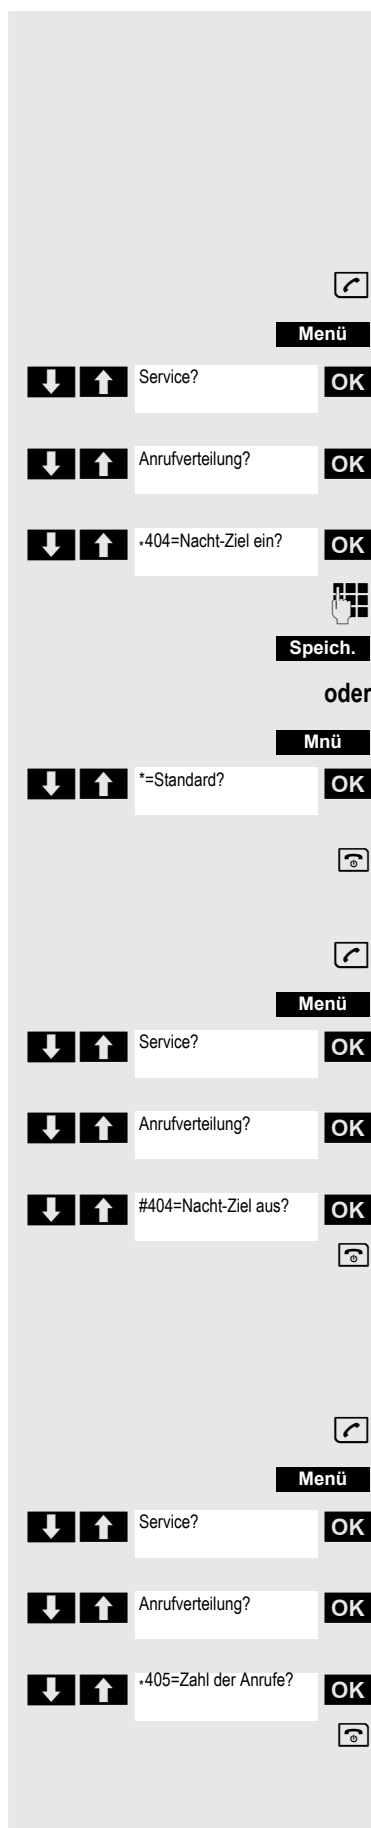 Menü
Service? OK
Anrufverteilung? OK
*404=Nacht-Ziel ein? OK
Speich.
oder
Mnü
*=Standard? OK
Menü
Service? OK
Anrufverteilung? OK
#404=Nacht-Ziel aus? OK
Menü
Service? OK
Anrufverteilung? OK
*405=Zahl der Anrufe? OK